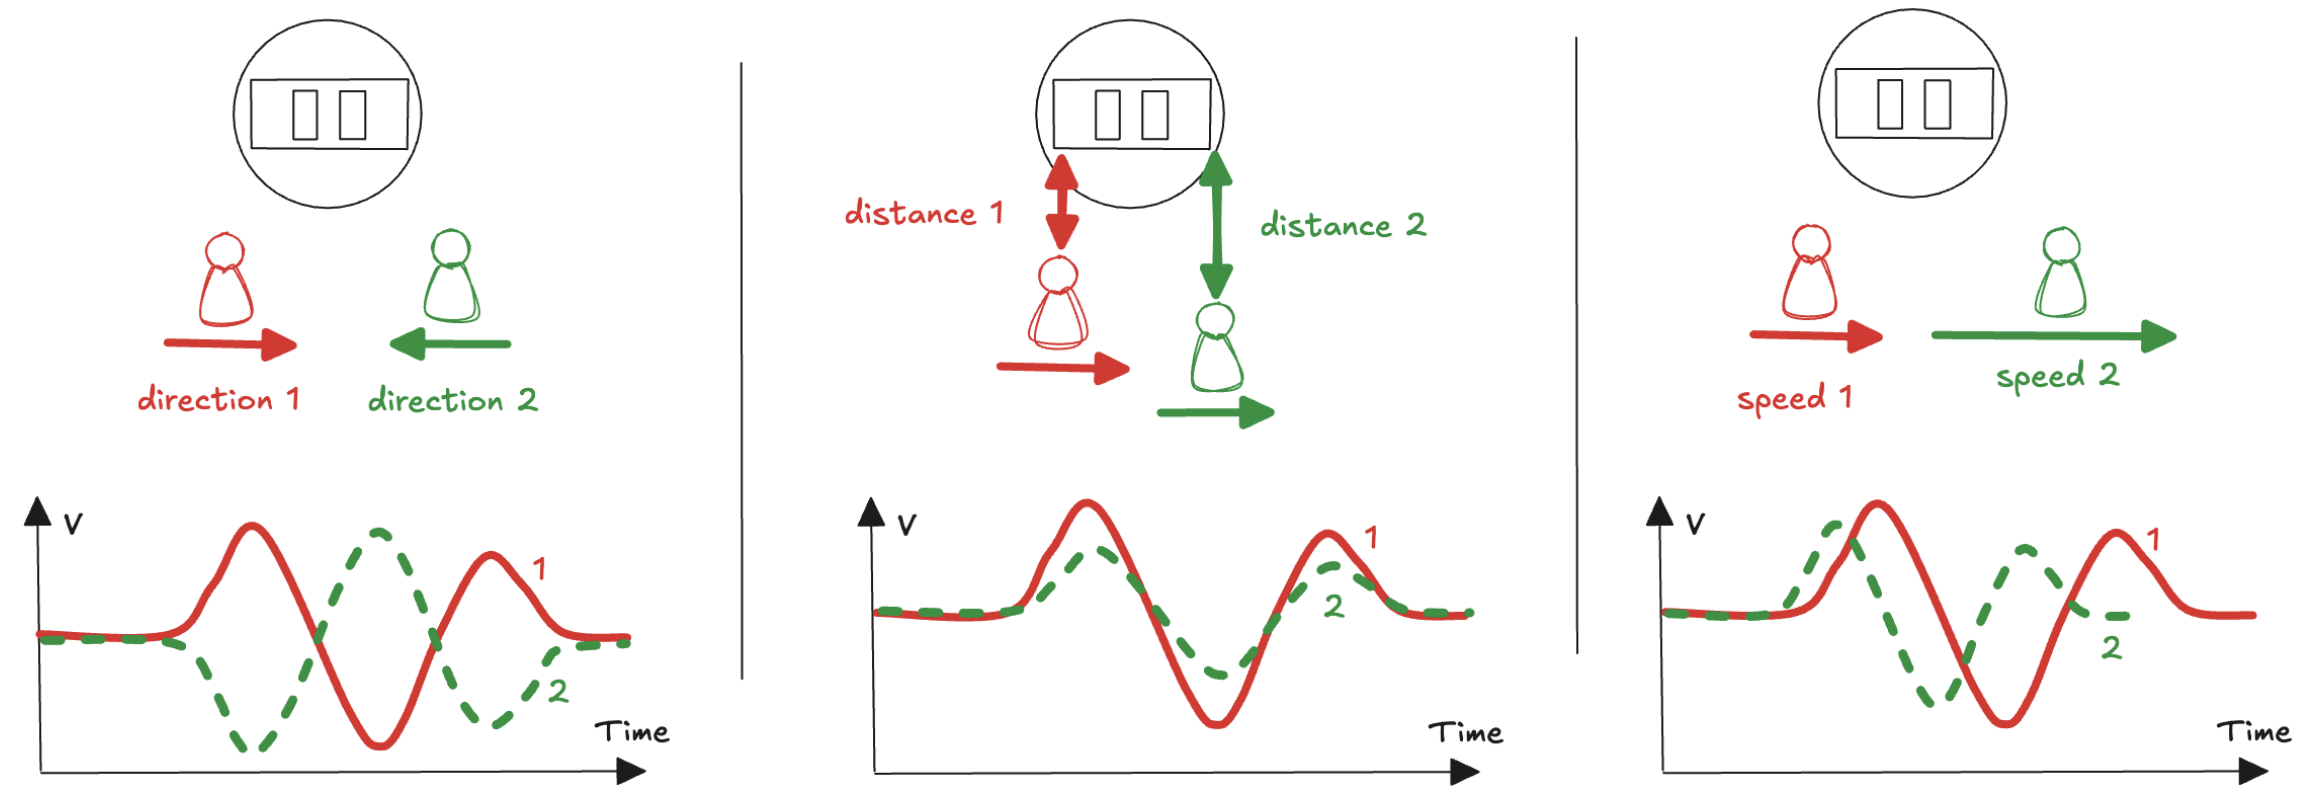 distance 1
distance 2
direction 1
direction 2
speed 1
speed 2
V
1
2
Time
V
1
2
Time
V
1
2
Time